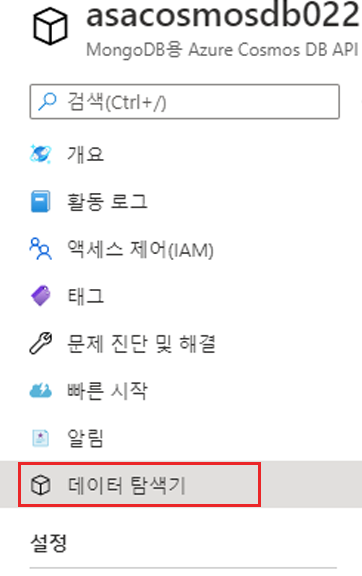 asacosmosdb022
MongoDB용 Azure Cosmos DB API
검색(Ctrl+/)
개요
활동 로그
액세스 제어(IAM)
태그
문제 진단 및 해결
빠른 시작
알림
데이터 탐색기
설정